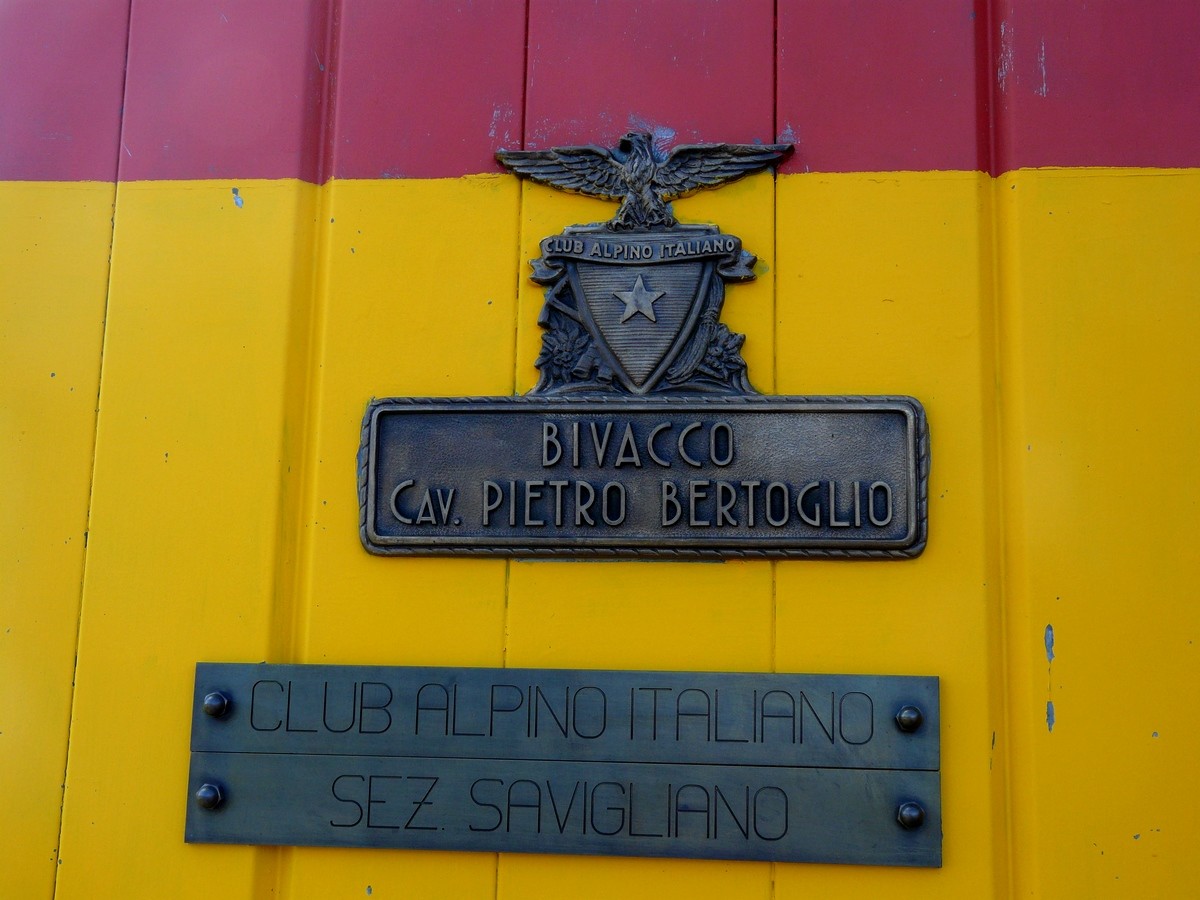 CLUB ALPINO ITALIANO
BIVACCO
CAV. PIETRO BERTOGLIO
CLUB ALPINO ITALIANO
SEZ. SAVIGLIANO